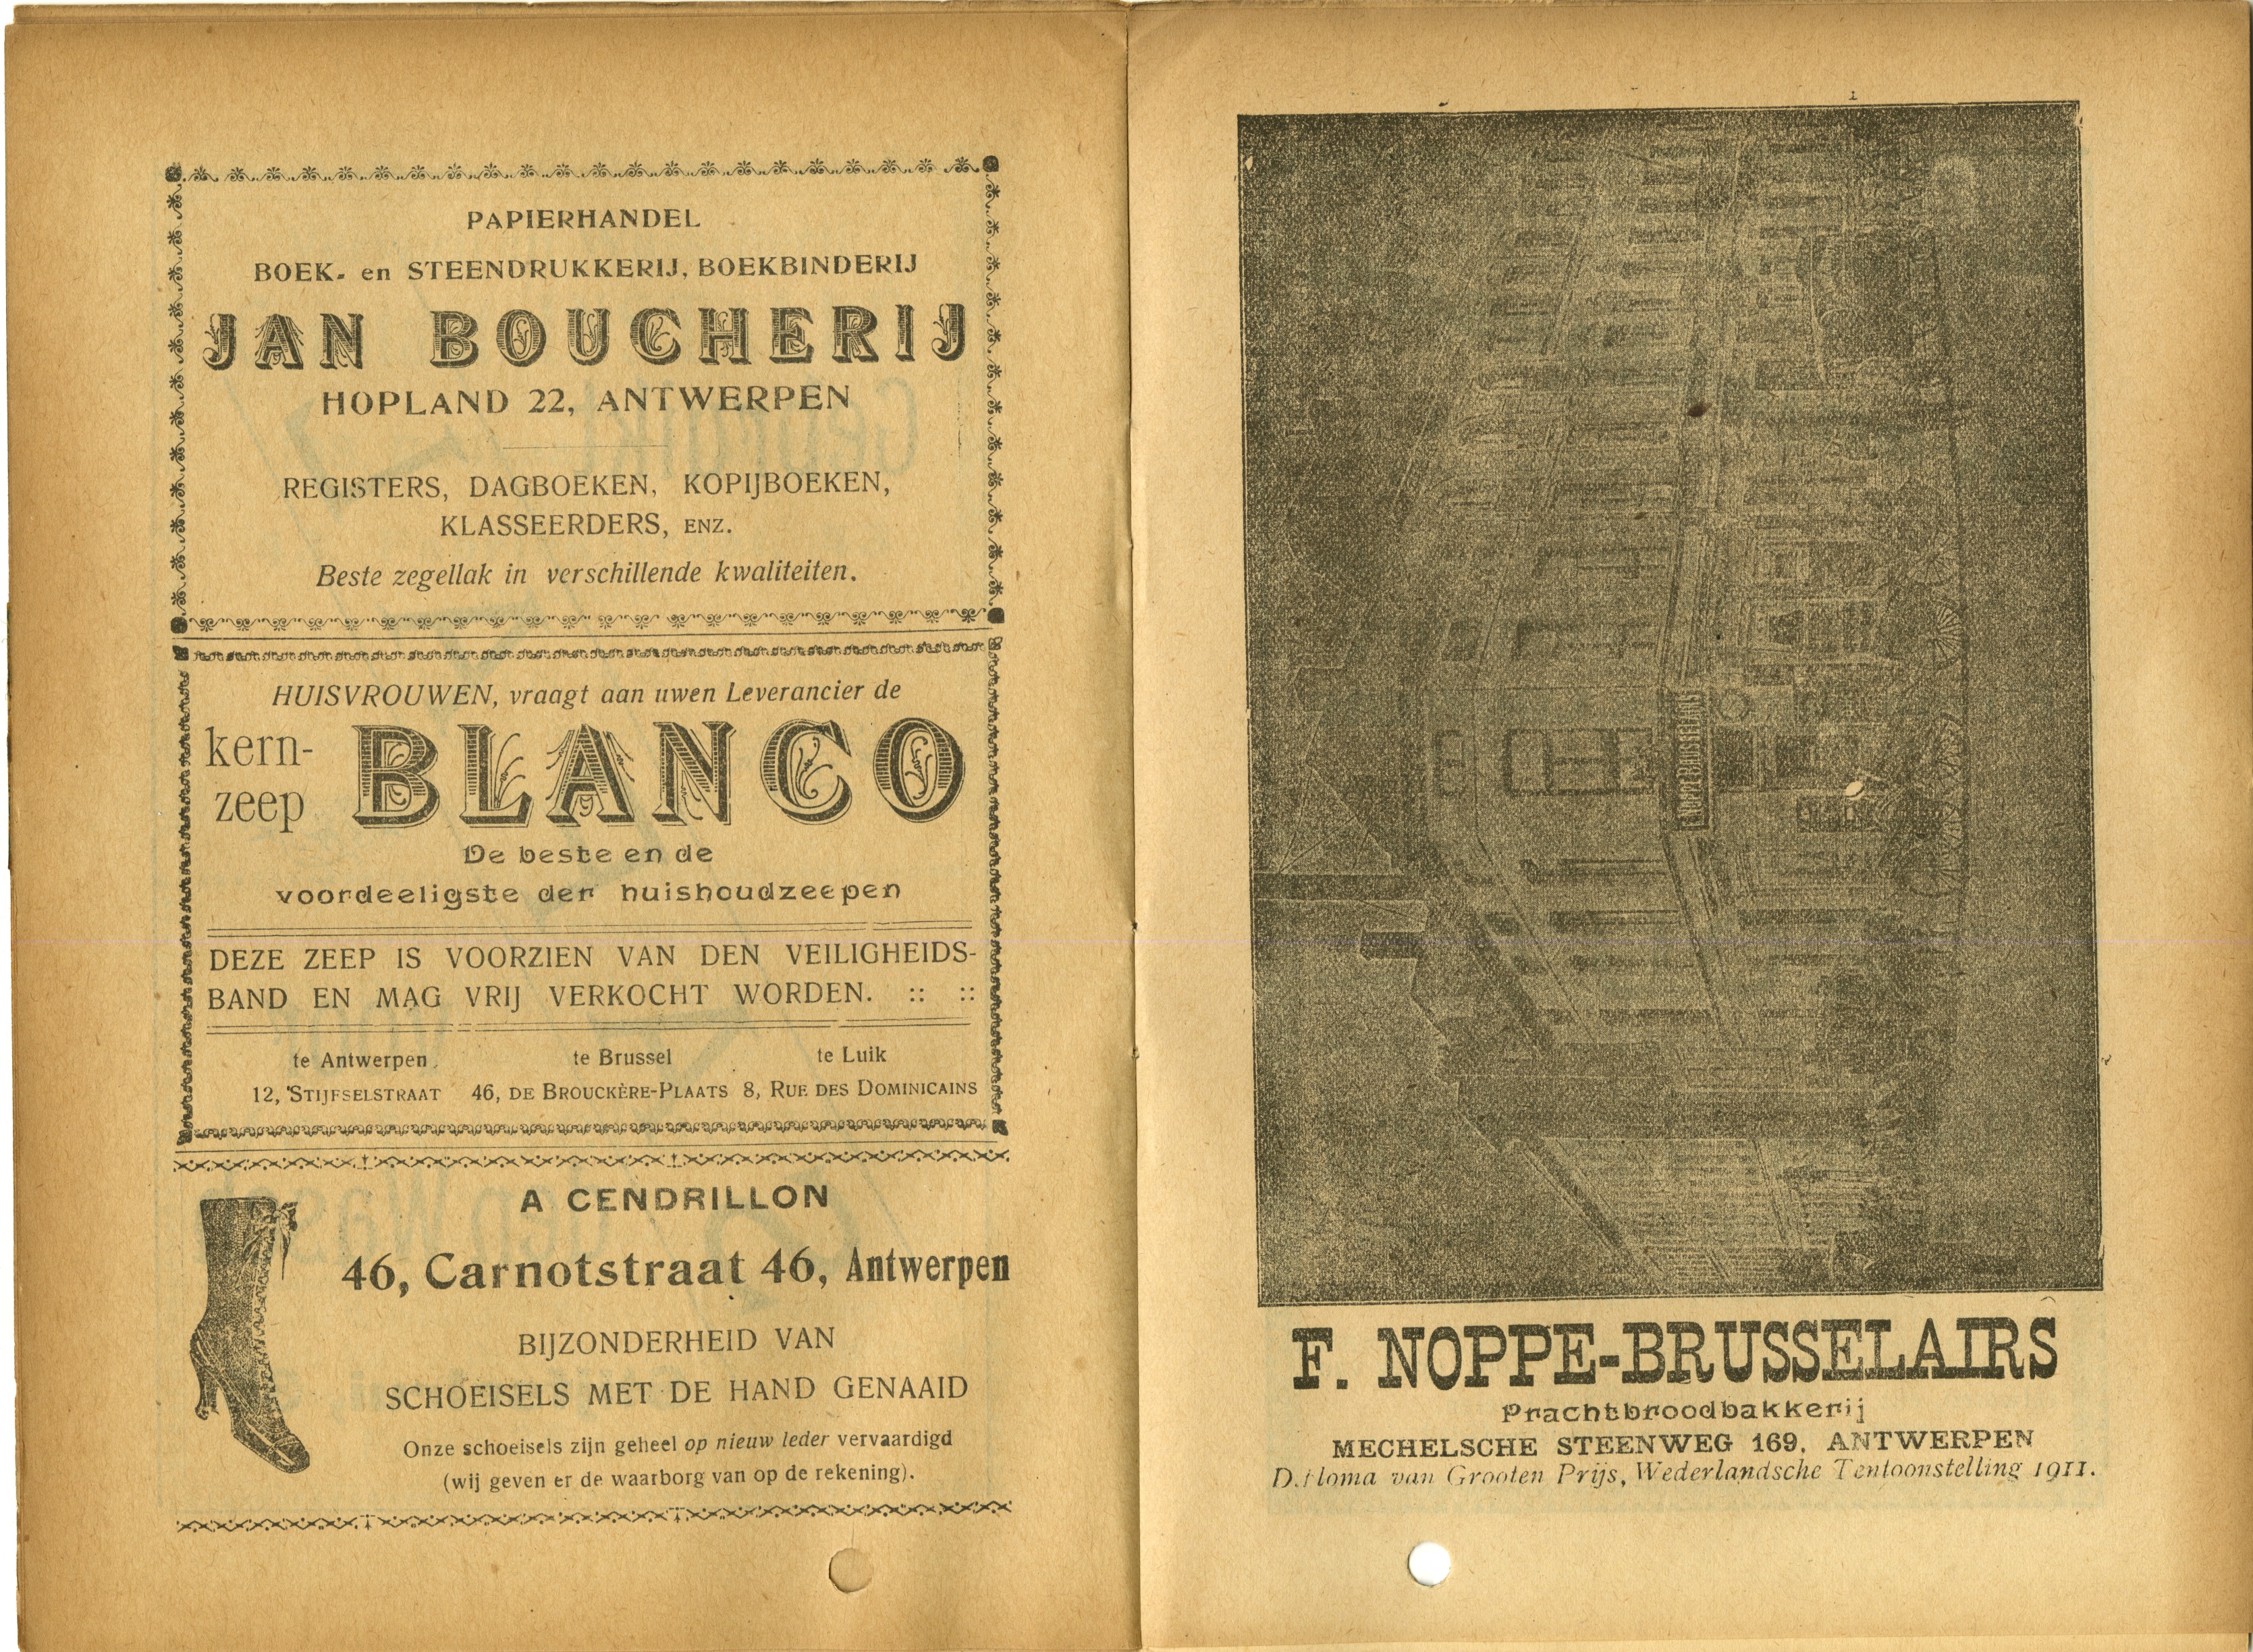 PAPIERHANDEL
BOEK- en STEENDRUKKERIJ, BOEKBINDERIJ
JAN BOUCHERIJ
HOPLAND 22, ANTWERPEN
REGISTERS, DAGBOEKEN, KOPIJBOEKEN,
KLASSEERDERS, ENZ.
Beste zegellak in verschillende kwaliteiten.
HUISVROUWEN, vraagt aan uwen Leverancier de
kern-
zeep
BLANCO
De beste en de
voordeeligste der huishoudzeepen
DEZE ZEEP IS VOORZIEN VAN DEN VEILIGHEIDS-
BAND EN MAG VRIJ VERKOCHT WORDEN. :: ::
te Antwerpen te Brussel te Luik
12, STIJFSELSTRAAT 46, DE BROUCKÈRE-PLAATS 8, RUE DES DOMINICAINS
A CENDRILLON
46, Carnotstraat 46, Antwerpen
BIJZONDERHEID VAN
SCHOEISELS MET DE HAND GENAAID
Onze schoeisels zijn geheel op nieuw leder vervaardigd
(wij geven er de waarborg van op de rekening).
NOPPE BRUSSELAIRS
F. NOPPE-BRUSSELAIRS
Prachtbroodbakkerij
MECHELSCHE STEENWEG 169, ANTWERPEN
van Grooten Prijs, Wederlandsche Tentoonstelling 1911.